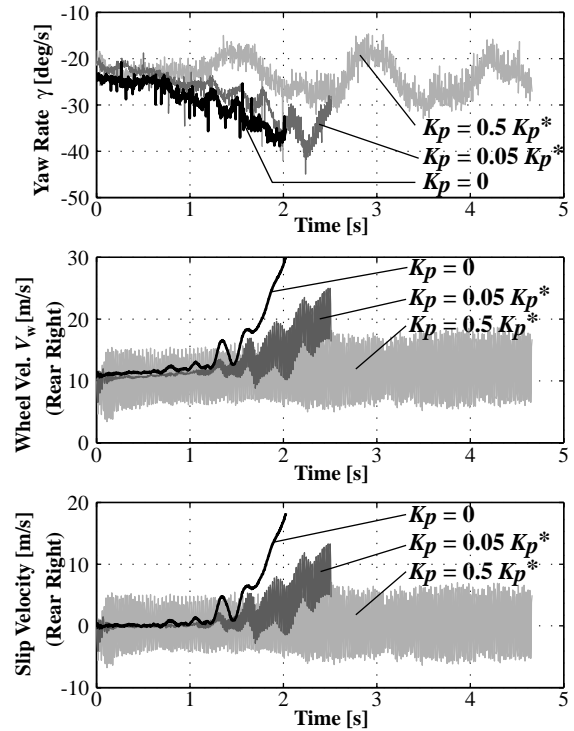 Yaw Rate γ [deg/s]
-10
-20
-30
-40
-50
0
1
2
3
4
5
Time [s]
Kp = 0.5 Kp*
Kp = 0.05 Kp*
Kp = 0
Wheel Vel. Vw [m/s]
(Rear Right)
30
20
10
0
0
1
2
3
4
5
Time [s]
Kp = 0
Kp = 0.05 Kp*
Kp = 0.5 Kp*
Slip Velocity [m/s]
(Rear Right)
20
10
0
-10
0
1
2
3
4
5
Time [s]
Kp = 0
Kp = 0.05 Kp*
Kp = 0.5 Kp*